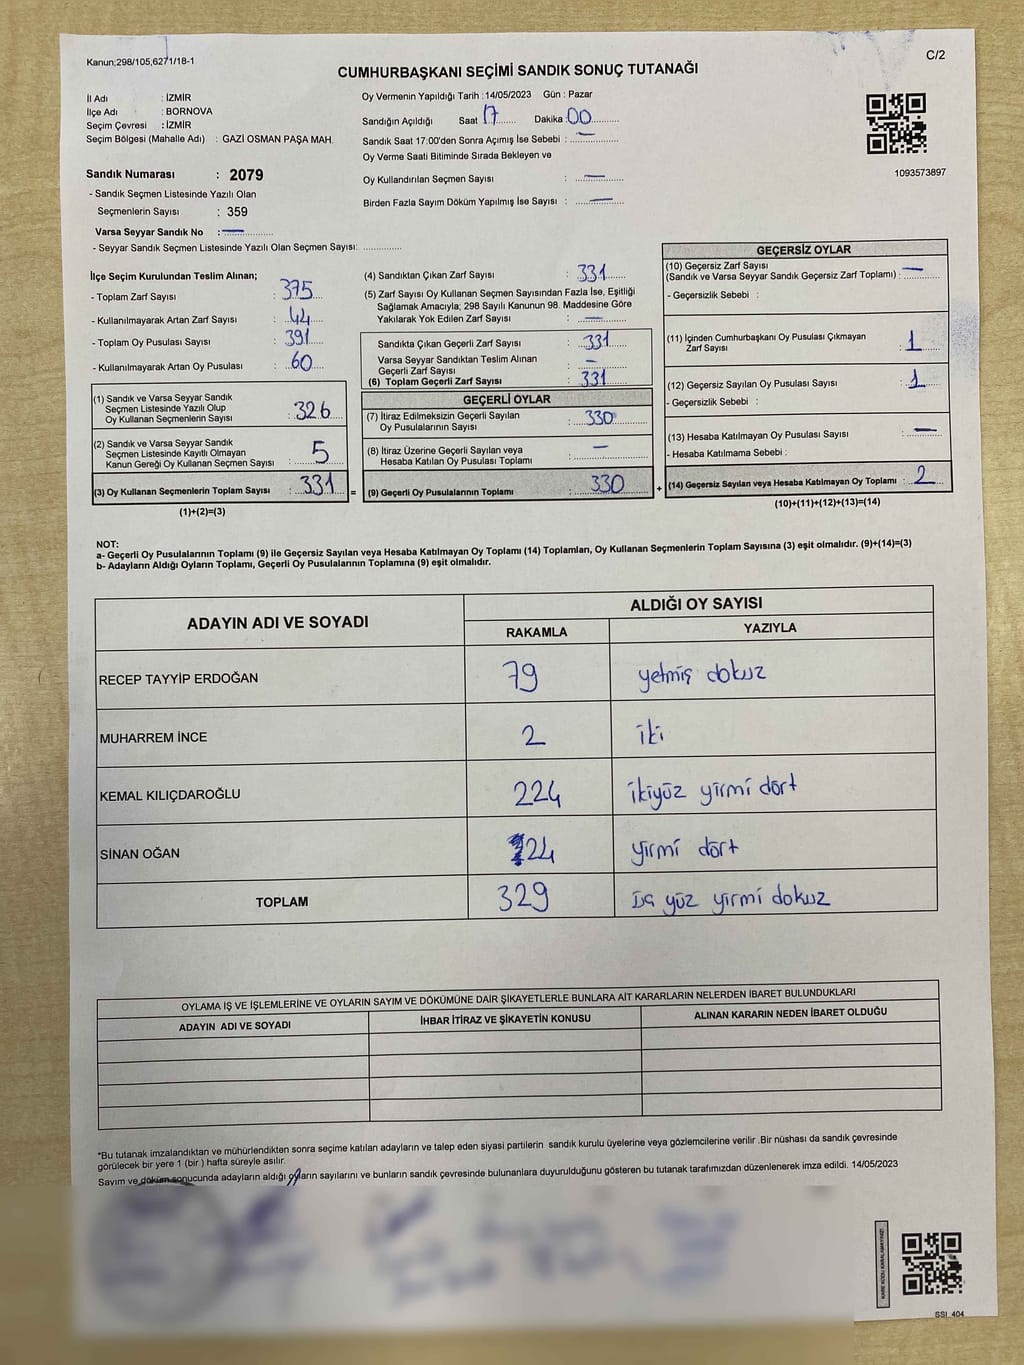 Kanun;298/105,6271/18-1
C/2
CUMHURBAŞKANI SEÇİMİ SANDIK SONUÇ TUTANAĞI
İl Adı : İZMİR
İlçe Adı : BORNOVA
Seçim Çevresi : İZMİR
Seçim Bölgesi (Mahalle Adı) : GAZİ OSMAN PAŞA MAH.
Sandık Numarası : 2079
- Sandık Seçmen Listesinde Yazılı Olan
Seçmenlerin Sayısı : 359
Varsa Seyyar Sandık No : —
- Seyyar Sandık Seçmen Listesinde Yazılı Olan Seçmen Sayısı: ..............
Oy Vermenin Yapıldığı Tarih : 14/05/2023 Gün : Pazar
Sandığın Açıldığı Saat 17 Dakika : 00
Sandık Saat 17:00'den Sonra Açımış İse Sebebi : —
Oy Verme Saati Bitiminde Sırada Bekleyen ve
Oy Kullandırılan Seçmen Sayısı : —
Birden Fazla Sayım Döküm Yapılmış İse Sayısı : —
1093573897
İlçe Seçim Kurulundan Teslim Alınan;
- Toplam Zarf Sayısı : 375
- Kullanılmayarak Artan Zarf Sayısı : 44
- Toplam Oy Pusulası Sayısı : 391
- Kullanılmayarak Artan Oy Pusulası : 60
(1) Sandık ve Varsa Seyyar Sandık
Seçmen Listesinde Yazılı Olup
Oy Kullanan Seçmenlerin Sayısı : 326
(2) Sandık ve Varsa Seyyar Sandık
Seçmen Listesinde Kayıtlı Olmayan
Kanun Gereği Oy Kullanan Seçmen Sayısı : 5
(3) Oy Kullanan Seçmenlerin Toplam Sayısı : 331 =
(1)+(2)=(3)
(4) Sandıktan Çıkan Zarf Sayısı : 331
(5) Zarf Sayısı Oy Kullanan Seçmen Sayısından Fazla İse, Eşitliği
Sağlamak Amacıyla; 298 Sayılı Kanunun 98. Maddesine Göre
Yakılarak Yok Edilen Zarf Sayısı : —
Sandıkta Çıkan Geçerli Zarf Sayısı : 331
Varsa Seyyar Sandıktan Teslim Alınan
Geçerli Zarf Sayısı : —
(6) Toplam Geçerli Zarf Sayısı : 331
GEÇERLİ OYLAR
(7) İtiraz Edilmeksizin Geçerli Sayılan
Oy Pusulalarının Sayısı : 330
(8) İtiraz Üzerine Geçerli Sayılan veya
Hesaba Katılan Oy Pusulası Toplamı : —
(9) Geçerli Oy Pusulalarının Toplamı : 330 +
GEÇERSİZ OYLAR
(10) Geçersiz Zarf Sayısı
(Sandık ve Varsa Seyyar Sandık Geçersiz Zarf Toplamı) : —
- Geçersizlik Sebebi :
(11) İçinden Cumhurbaşkanı Oy Pusulası Çıkmayan
Zarf Sayısı : 1
(12) Geçersiz Sayılan Oy Pusulası Sayısı : 1
- Geçersizlik Sebebi :
(13) Hesaba Katılmayan Oy Pusulası Sayısı : —
- Hesaba Katılmama Sebebi :
(14) Geçersiz Sayılan veya Hesaba Katılmayan Oy Toplamı : 2
(10)+(11)+(12)+(13)=(14)
NOT:
a- Geçerli Oy Pusulalarının Toplamı (9) ile Geçersiz Sayılan veya Hesaba Katılmayan Oy Toplamı (14) Toplamları, Oy Kullanan Seçmenlerin Toplam Sayısına (3) eşit olmalıdır. (9)+(14)=(3)
b- Adayların Aldığı Oyların Toplamı, Geçerli Oy Pusulalarının Toplamına (9) eşit olmalıdır.
ADAYIN ADI VE SOYADI
ALDIĞI OY SAYISI
RAKAMLA YAZIYLA
RECEP TAYYİP ERDOĞAN 79 yetmiş dokuz
MUHARREM İNCE 2 iki
KEMAL KILIÇDAROĞLU 224 ikiyüz yirmi dört
SİNAN OĞAN 24 yirmi dört
TOPLAM 329 üç yüz yirmi dokuz
OYLAMA İŞ VE İŞLEMLERİNE VE OYLARIN SAYIM VE DÖKÜMÜNE DAİR ŞİKAYETLERLE BUNLARA AİT KARARLARIN NELERDEN İBARET BULUNDUKLARI
ADAYIN ADI VE SOYADI İHBAR İTİRAZ VE ŞİKAYETİN KONUSU ALINAN KARARIN NEDEN İBARET OLDUĞU
*Bu tutanak imzalandıktan ve mühürlendikten sonra seçime katılan adayların ve talep eden siyasi partilerin sandık kurulu üyelerine veya gözlemcilerine verilir .Bir nüshası da sandık çevresinde
görülecek bir yere 1 (bir ) hafta süreyle asılır.
Sayım ve döküm sonucunda adayların aldığı oyların sayılarını ve bunların sandık çevresinde bulunanlara duyurulduğunu gösteren bu tutanak tarafımızdan düzenlenerek imza edildi. 14/05/2023
KARE KODU KARALAMAYINIZ!
SSI_404